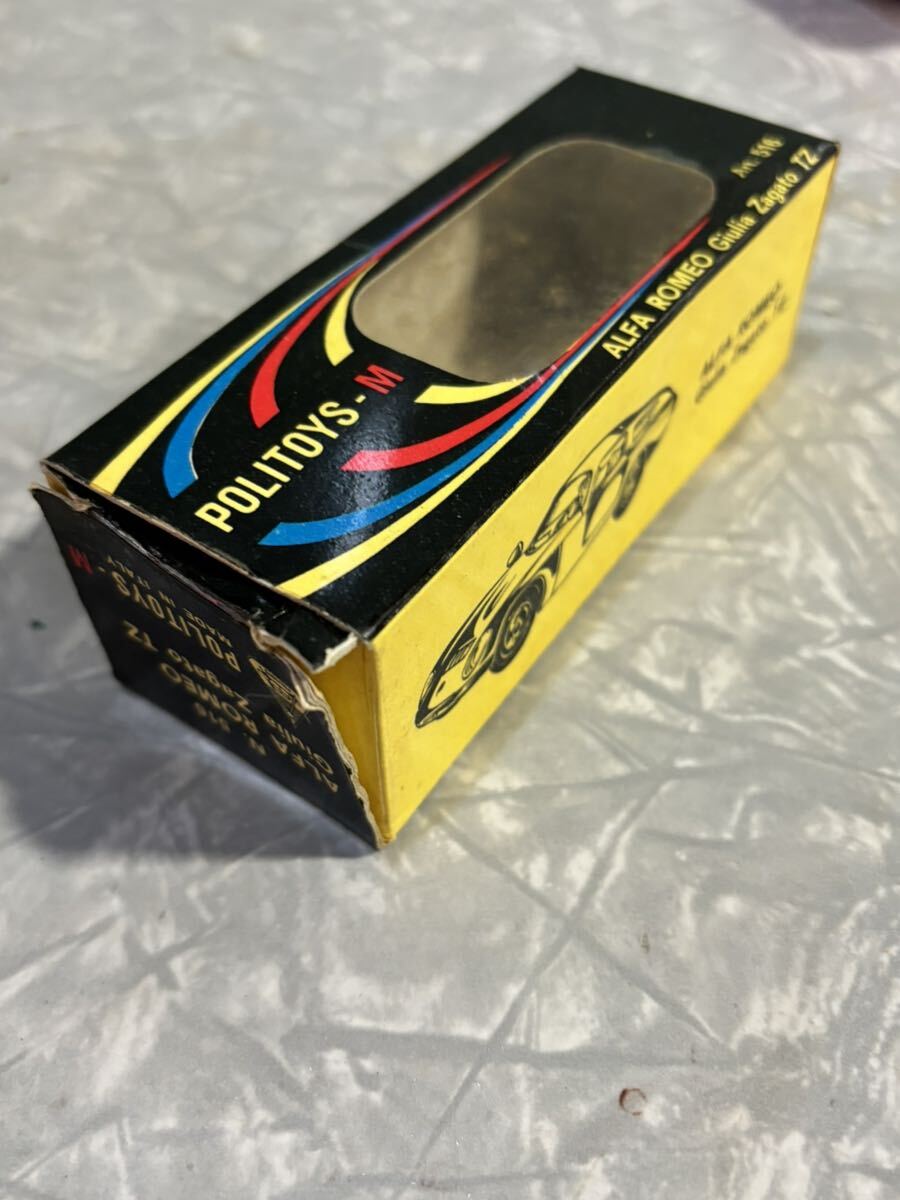 Art. 516
ALFA ROMEO Giulia Zagato TZ
POLITOYS-M
ALFA ROMEO
Giulia Zagato TZ
POLITOYS-M
MADE IN ITALY
N. 516
ALFA ROMEO
Giulia Zagato TZ